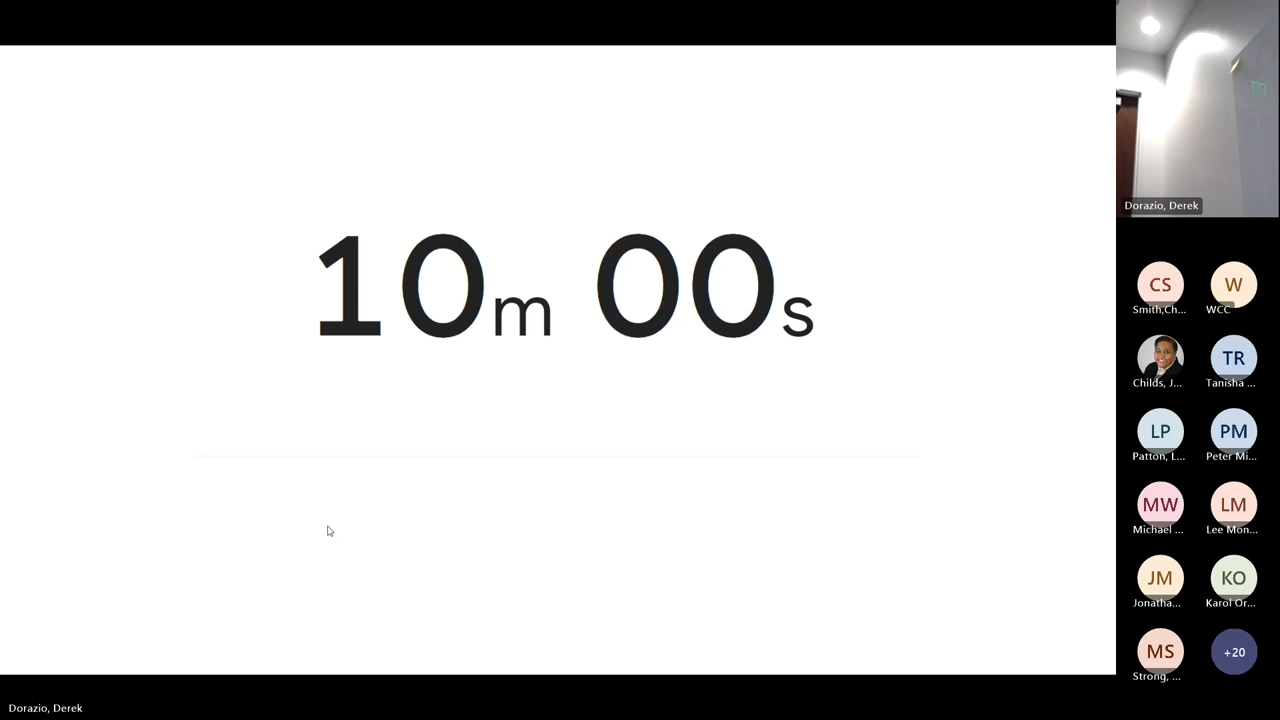 10m 00s
Dorazio, Derek
CS
W
Smith,Ch...
WCC
TR
Childs, J...
Tanisha ...
LP
PM
Patton, L...
Peter Mi...
MW
LM
Michael ...
Lee Mon...
JM
KO
Jonatha...
Karol Or...
MS
+20
Strong, ...
Dorazio, Derek